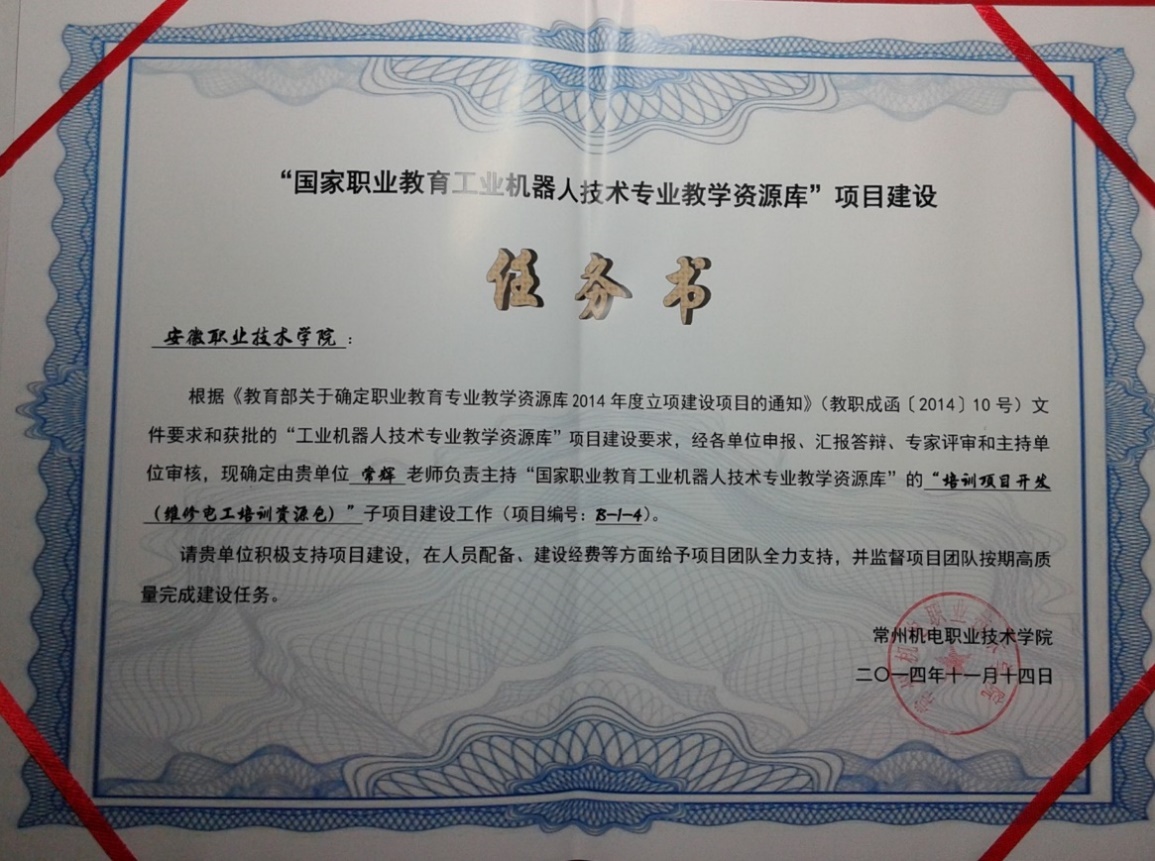 “国家职业教育工业机器人技术专业教学资源库”项目建设
任务书
安徽职业技术学院：
根据《教育部关于确定职业教育专业教学资源库2014年度立项建设项目的通知》（教职成函〔2014〕10号）文
件要求和获批的“工业机器人技术专业教学资源库”项目建设要求，经各单位申报、汇报答辩、专家评审和主持单
位审核，现确定由贵单位 常辉 老师负责主持“国家职业教育工业机器人技术专业教学资源库”的“培训项目开发
（维修电工培训资源包）”子项目建设工作（项目编号：B-1-4）。
请贵单位积极支持项目建设，在人员配备、建设经费等方面给予项目团队全力支持，并监督项目团队按期高质
量完成建设任务。
常州机电职业技术学院
二〇一四年十一月十四日